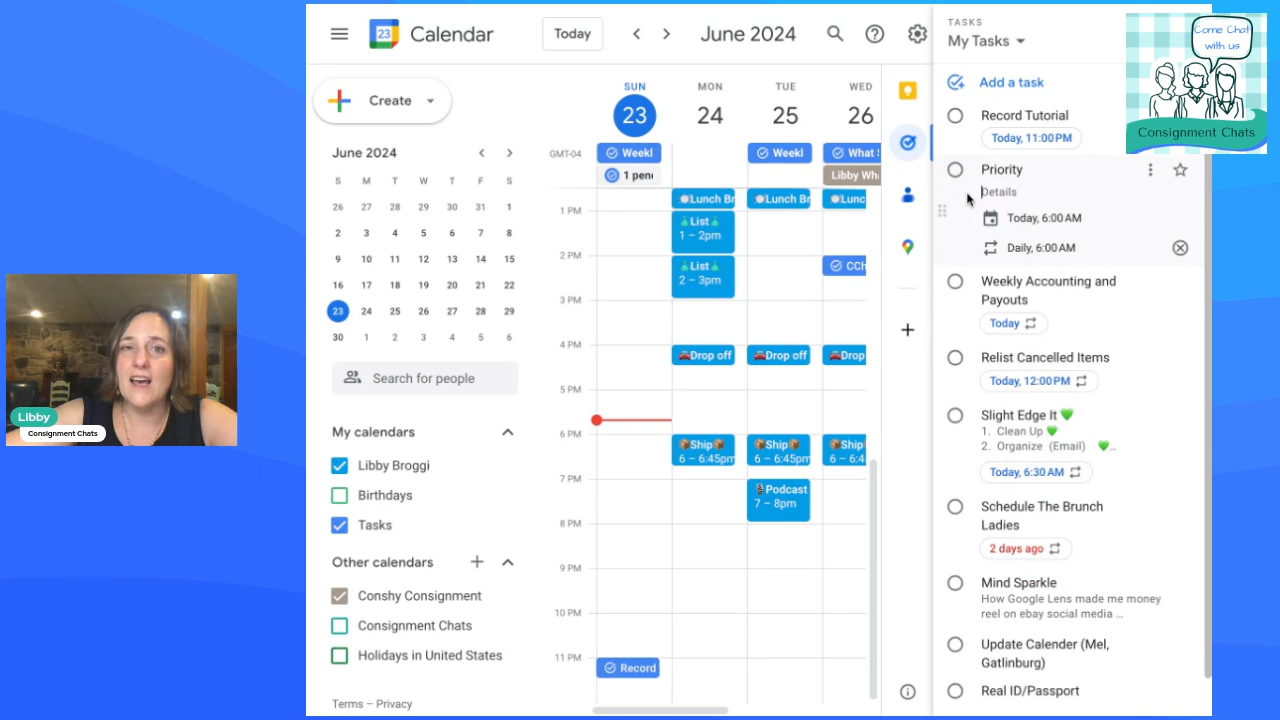 Calendar
Today
June 2024
Create
June 2024
S M T W T F S
26 27 28 29 30 31 1
2 3 4 5 6 7 8
9 10 11 12 13 14 15
16 17 18 19 20 21 22
23 24 25 26 27 28 29
30 1 2 3 4 5 6
Search for people
My calendars
Libby Broggi
Birthdays
Tasks
Other calendars
Conshy Consignment
Consignment Chats
Holidays in United States
Terms – Privacy
SUN MON TUE WED
23 24 25 26
GMT-04
Weekl
Weekl
What S
1 pen
Libby Wh
🍽️Lunch Br
🍽️Lunch Br
🍽️Lunc
1 PM
List
1 – 2pm
2 PM
List
2 – 3pm
CCh
3 PM
4 PM
🚗Drop off
🚗Drop off
🚗Drop
5 PM
6 PM
📦Ship📦
6 – 6:45pm
📦Ship📦
6 – 6:45pm
📦Ship
6 – 6:4
7 PM
🎙️Podcast
7 – 8pm
8 PM
9 PM
10 PM
11 PM
Record
TASKS
My Tasks
Add a task
Record Tutorial
Today, 11:00 PM
Priority
Details
Today, 6:00 AM
Daily, 6:00 AM
Weekly Accounting and
Payouts
Today
Relist Cancelled Items
Today, 12:00 PM
Slight Edge It 💚
1. Clean Up 💚
2. Organize (Email) 💚...
Today, 6:30 AM
Schedule The Brunch
Ladies
2 days ago
Mind Sparkle
How Google Lens made me money
reel on ebay social media ...
Update Calender (Mel,
Gatlinburg)
Real ID/Passport
Come Chat
with us
Consignment Chats
Libby
Consignment Chats